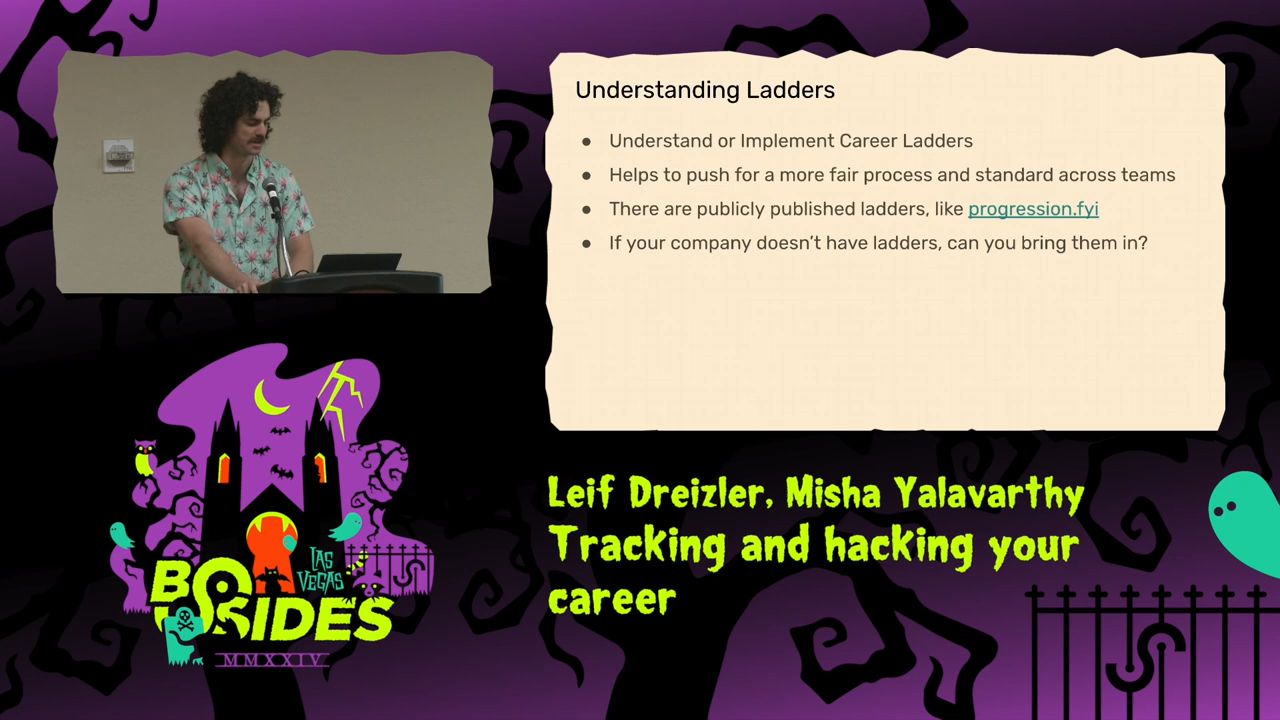 Understanding Ladders
● Understand or Implement Career Ladders
● Helps to push for a more fair process and standard across teams
● There are publicly published ladders, like progression.fyi
● If your company doesn't have ladders, can you bring them in?
LAS
VEGAS
BSIDES
MMXXIV
Leif Dreizler, Misha Yalavarthy
Tracking and hacking your
career